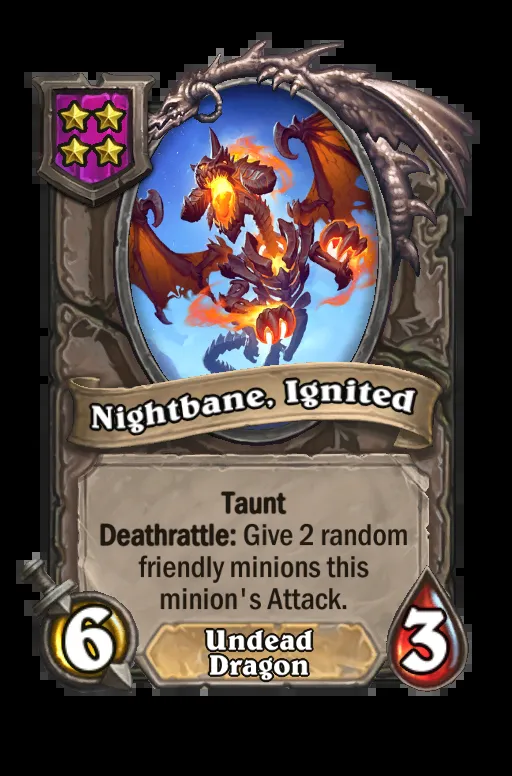 Nightbane, Ignited
Taunt
Deathrattle: Give 2 random
friendly minions this
minion's Attack.
6
Undead
Dragon
3